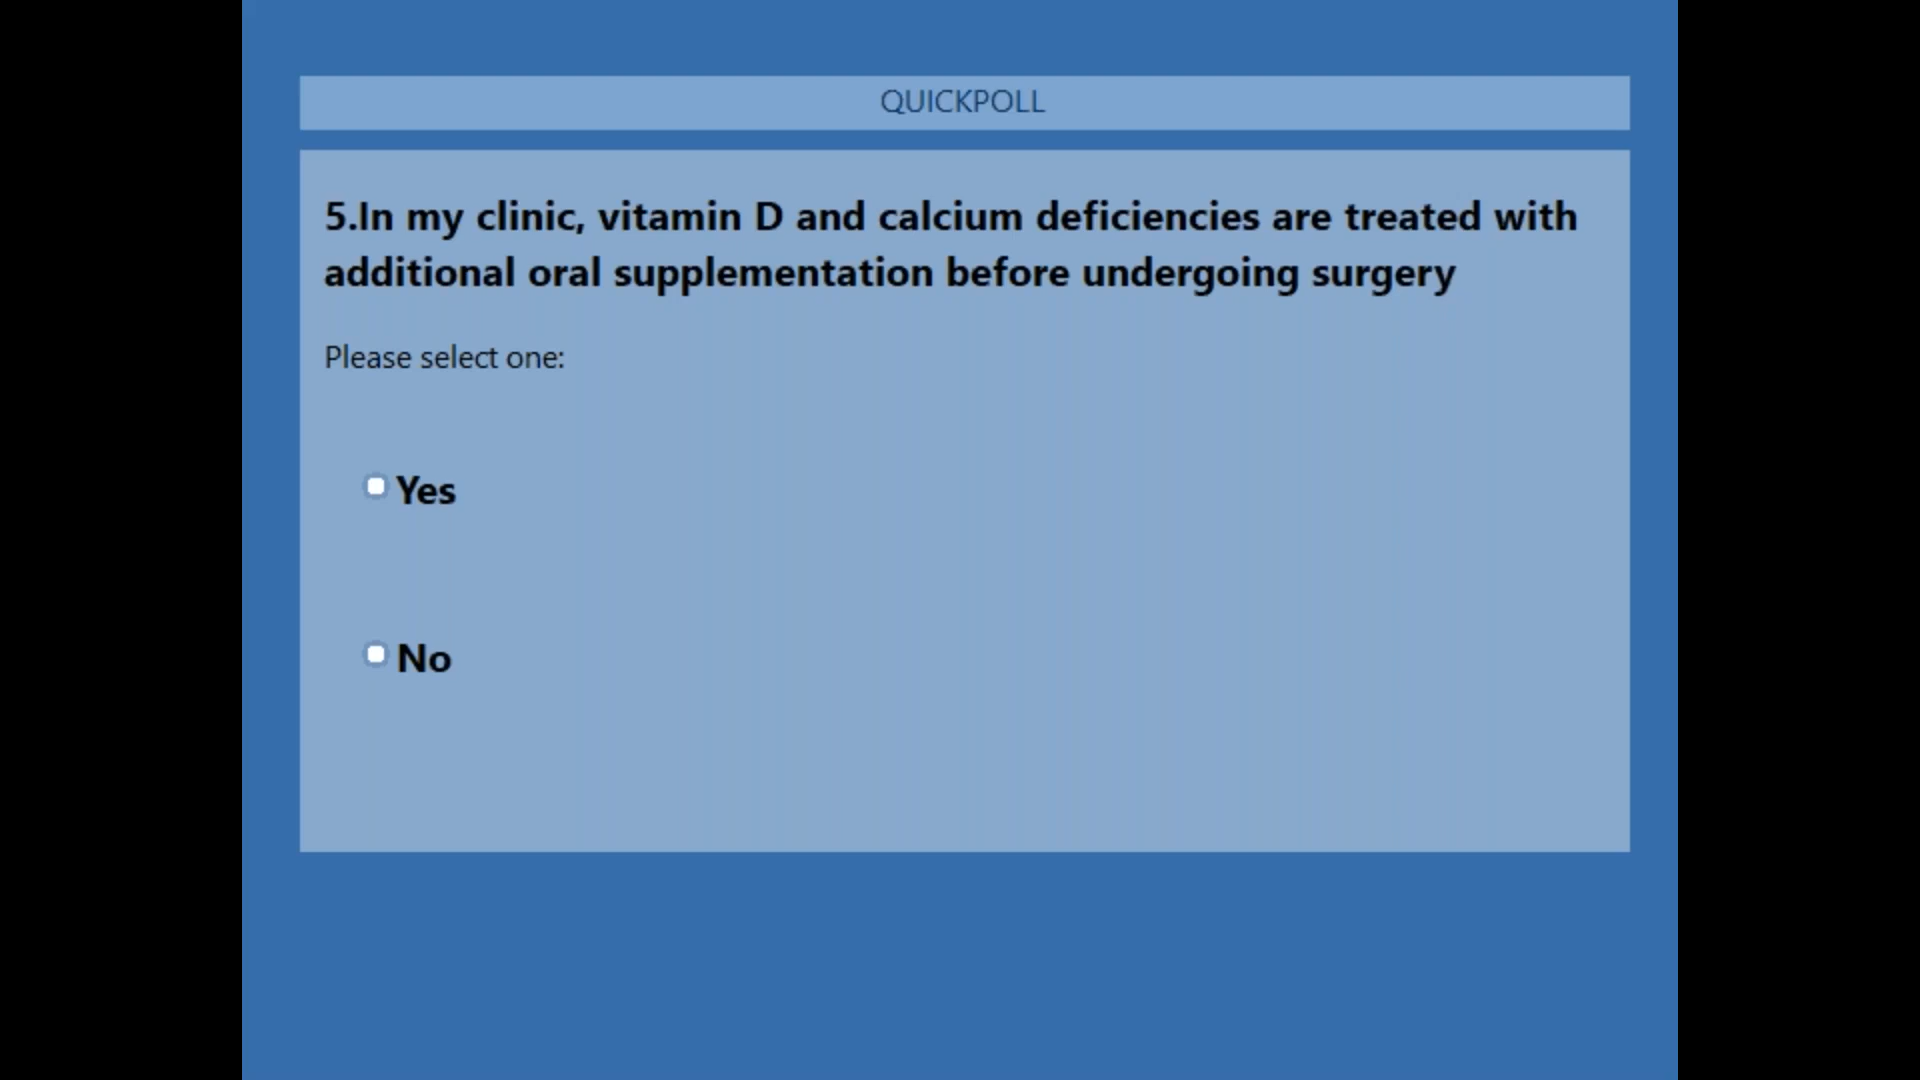 QUICKPOLL
5.In my clinic, vitamin D and calcium deficiencies are treated with
additional oral supplementation before undergoing surgery
Please select one:
Yes
No